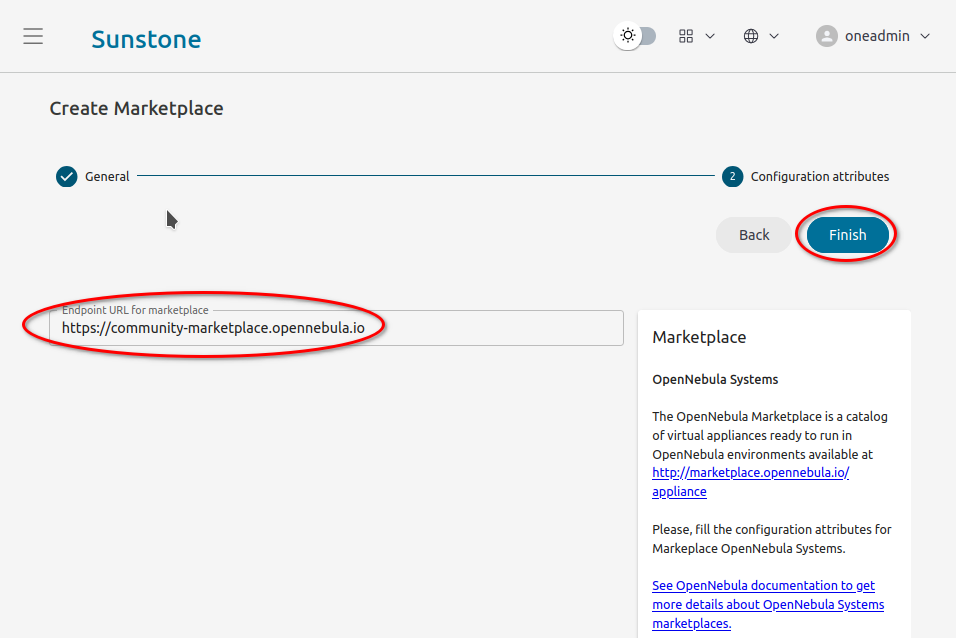 Sunstone
oneadmin
Create Marketplace
General
2
Configuration attributes
Back
Finish
Endpoint URL for marketplace
https://community-marketplace.opennebula.io
Marketplace
OpenNebula Systems
The OpenNebula Marketplace is a catalog
of virtual appliances ready to run in
OpenNebula environments available at
http://marketplace.opennebula.io/
appliance
Please, fill the configuration attributes for
Markeplace OpenNebula Systems.
See OpenNebula documentation to get
more details about OpenNebula Systems
marketplaces.